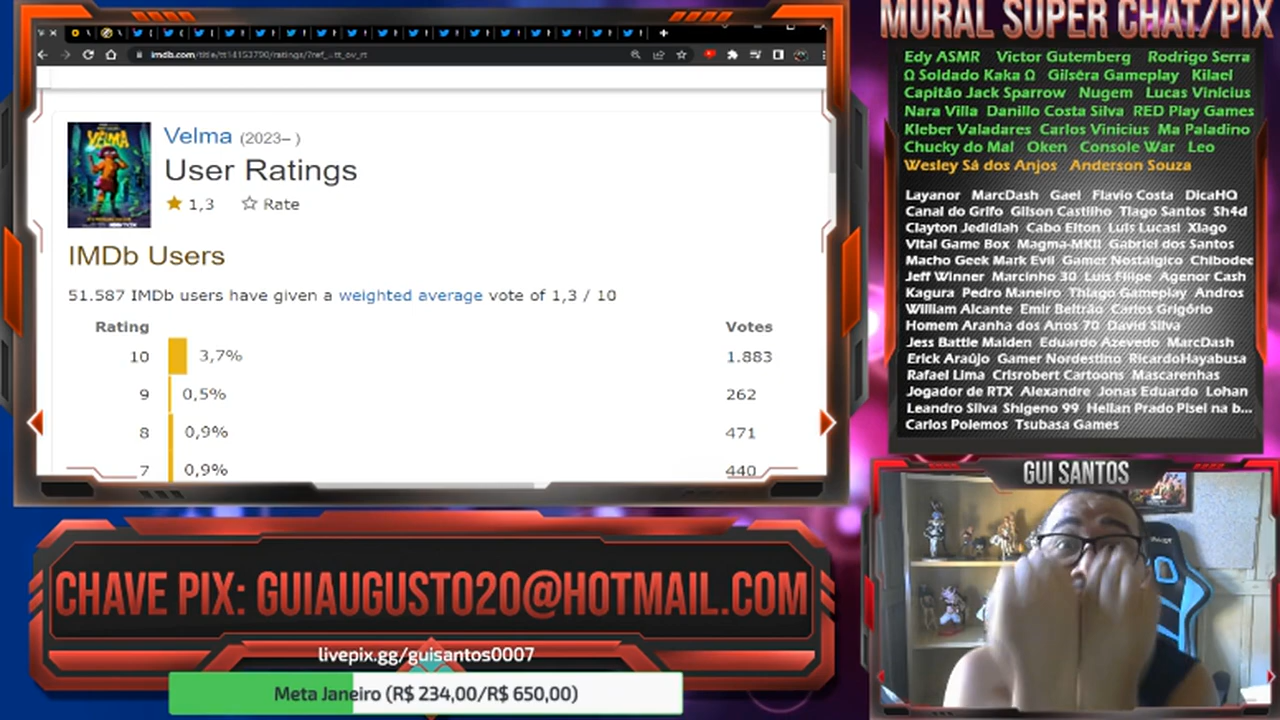 imdb.com/title/tt14153790/ratings/?ref_=tt_ov_rt
VELMA
Velma (2023– )
User Ratings
1,3 Rate
IMDb Users
51.587 IMDb users have given a weighted average vote of 1,3 / 10
Rating Votes
10 3,7% 1.883
9 0,5% 262
8 0,9% 471
7 0,9% 440
MURAL SUPER CHAT/PIX
Edy ASMR Victor Gutemberg Rodrigo Serra
Ω Soldado Kaka Ω Gilsêra Gameplay Kilael
Capitão Jack Sparrow Nugem Lucas Vinícius
Nara Villa Danillo Costa Silva RED Play Games
Kleber Valadares Carlos Vinicius Ma Paladino
Chucky do Mal Oken Console War Leo
Wesley Sá dos Anjos Anderson Souza
Layanor MarcDash Gael Flavio Costa DicaHQ
Canal do Grifo Gilson Castilho Tiago Santos Sh4d
Clayton Jedidiah Cabo Elton Luis Lucasi Xiago
Vital Game Box Magma-MKII Gabriel dos Santos
Macho Geek Mark Evil Gamer Nostálgico Chibodee
Jeff Winner Marcinho 30 Luis Filipe Agenor Cash
Kagura Pedro Maneiro Thiago Gameplay Andros
William Alcante Emir Beltrão Carlos Grigório
Homem Aranha dos Anos 70 David Silva
Jess Battle Maiden Eduardo Azevedo MarcDash
Erick Araújo Gamer Nordestino RicardoHayabusa
Rafael Lima Crisrobert Cartoons Mascarenhas
Jogador de RTX Alexandre Jonas Eduardo Lohan
Leandro Silva Shigeno 99 Hellan Prado Pisei na b...
Carlos Polemos Tsubasa Games
GUI SANTOS
CHAVE PIX: GUIAUGUSTO20@HOTMAIL.COM
livepix.gg/guisantos0007
Meta Janeiro (R$ 234,00/R$ 650,00)